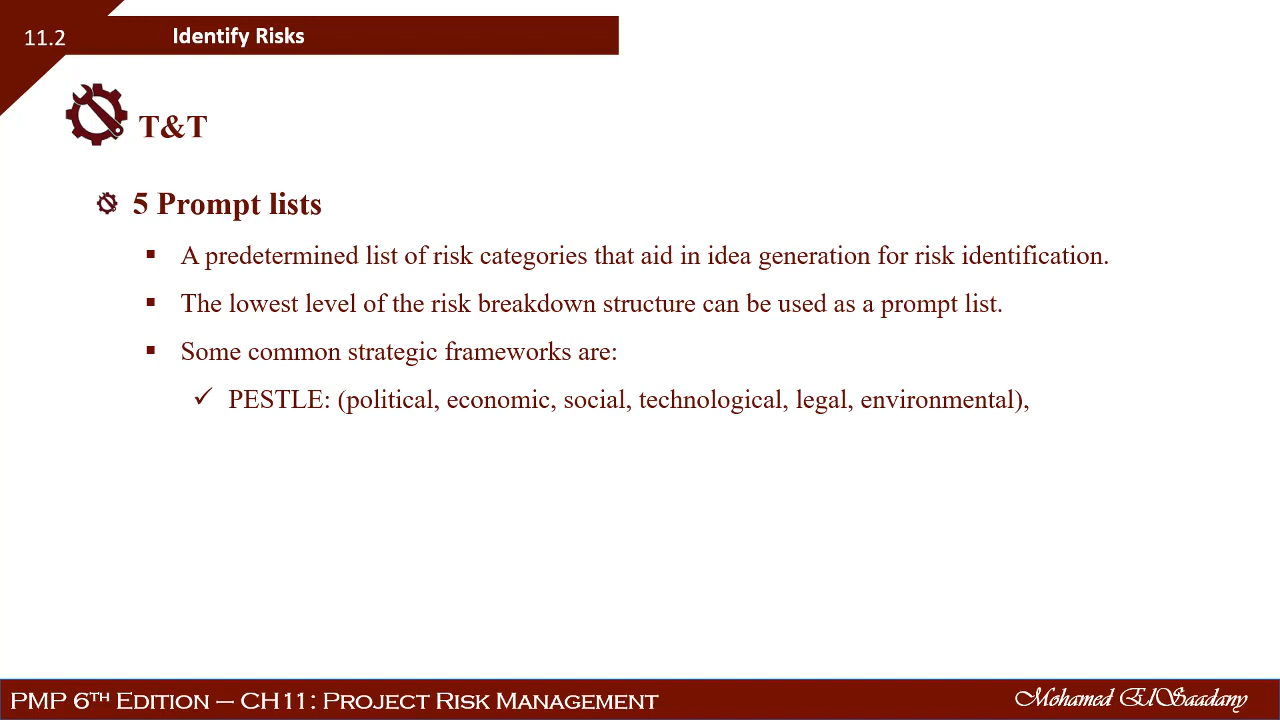 11.2
Identify Risks
T&T
5 Prompt lists
A predetermined list of risk categories that aid in idea generation for risk identification.
The lowest level of the risk breakdown structure can be used as a prompt list.
Some common strategic frameworks are:
PESTLE: (political, economic, social, technological, legal, environmental),
PMP 6TH Edition – CH11: Project Risk Management
Mohamed ElSaadany